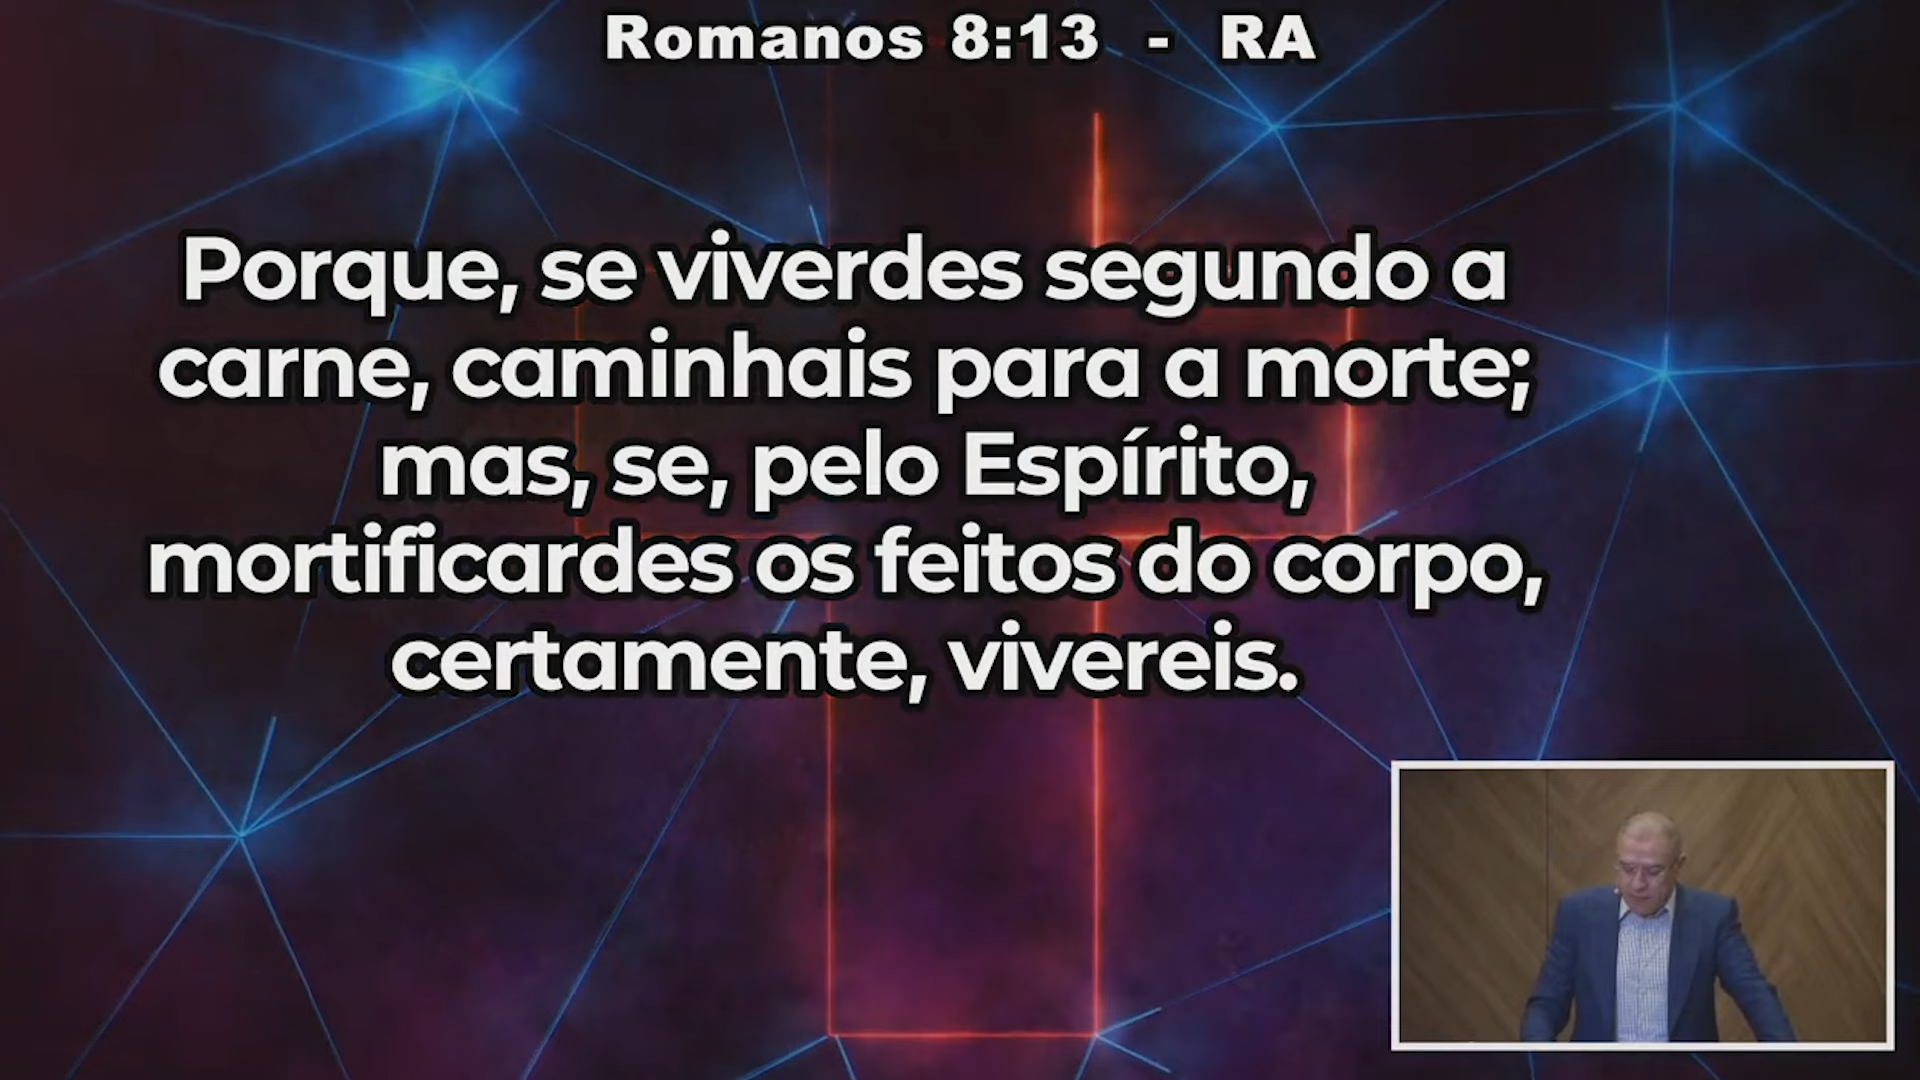 Romanos 8:13 - RA
Porque, se viverdes segundo a
carne, caminhais para a morte;
mas, se, pelo Espírito,
mortificardes os feitos do corpo,
certamente, vivereis.